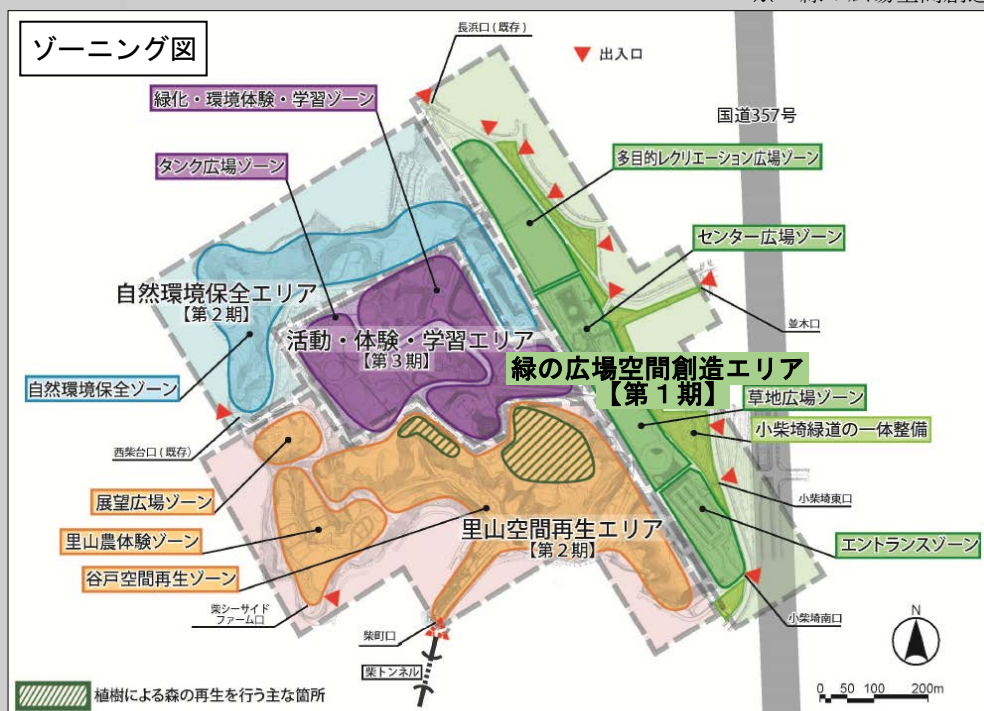 緑の広場空間創造
ゾーニング図
長浜口(既存)
出入口
緑化・環境体験・学習ゾーン
国道357号
多目的レクリエーション広場ゾーン
タンク広場ゾーン
センター広場ゾーン
自然環境保全エリア
【第2期】
並木口
活動・体験・学習エリア
【第3期】
緑の広場空間創造エリア
【第1期】
自然環境保全ゾーン
草地広場ゾーン
小柴埼緑道の一体整備
西柴台口(既存)
小柴埼東口
展望広場ゾーン
里山空間再生エリア
【第2期】
里山農体験ゾーン
エントランスゾーン
谷戸空間再生ゾーン
柴シーサイド
ファーム口
小柴埼南口
柴町口
N
柴トンネル
植樹による森の再生を行う主な箇所
0 50 100 200m